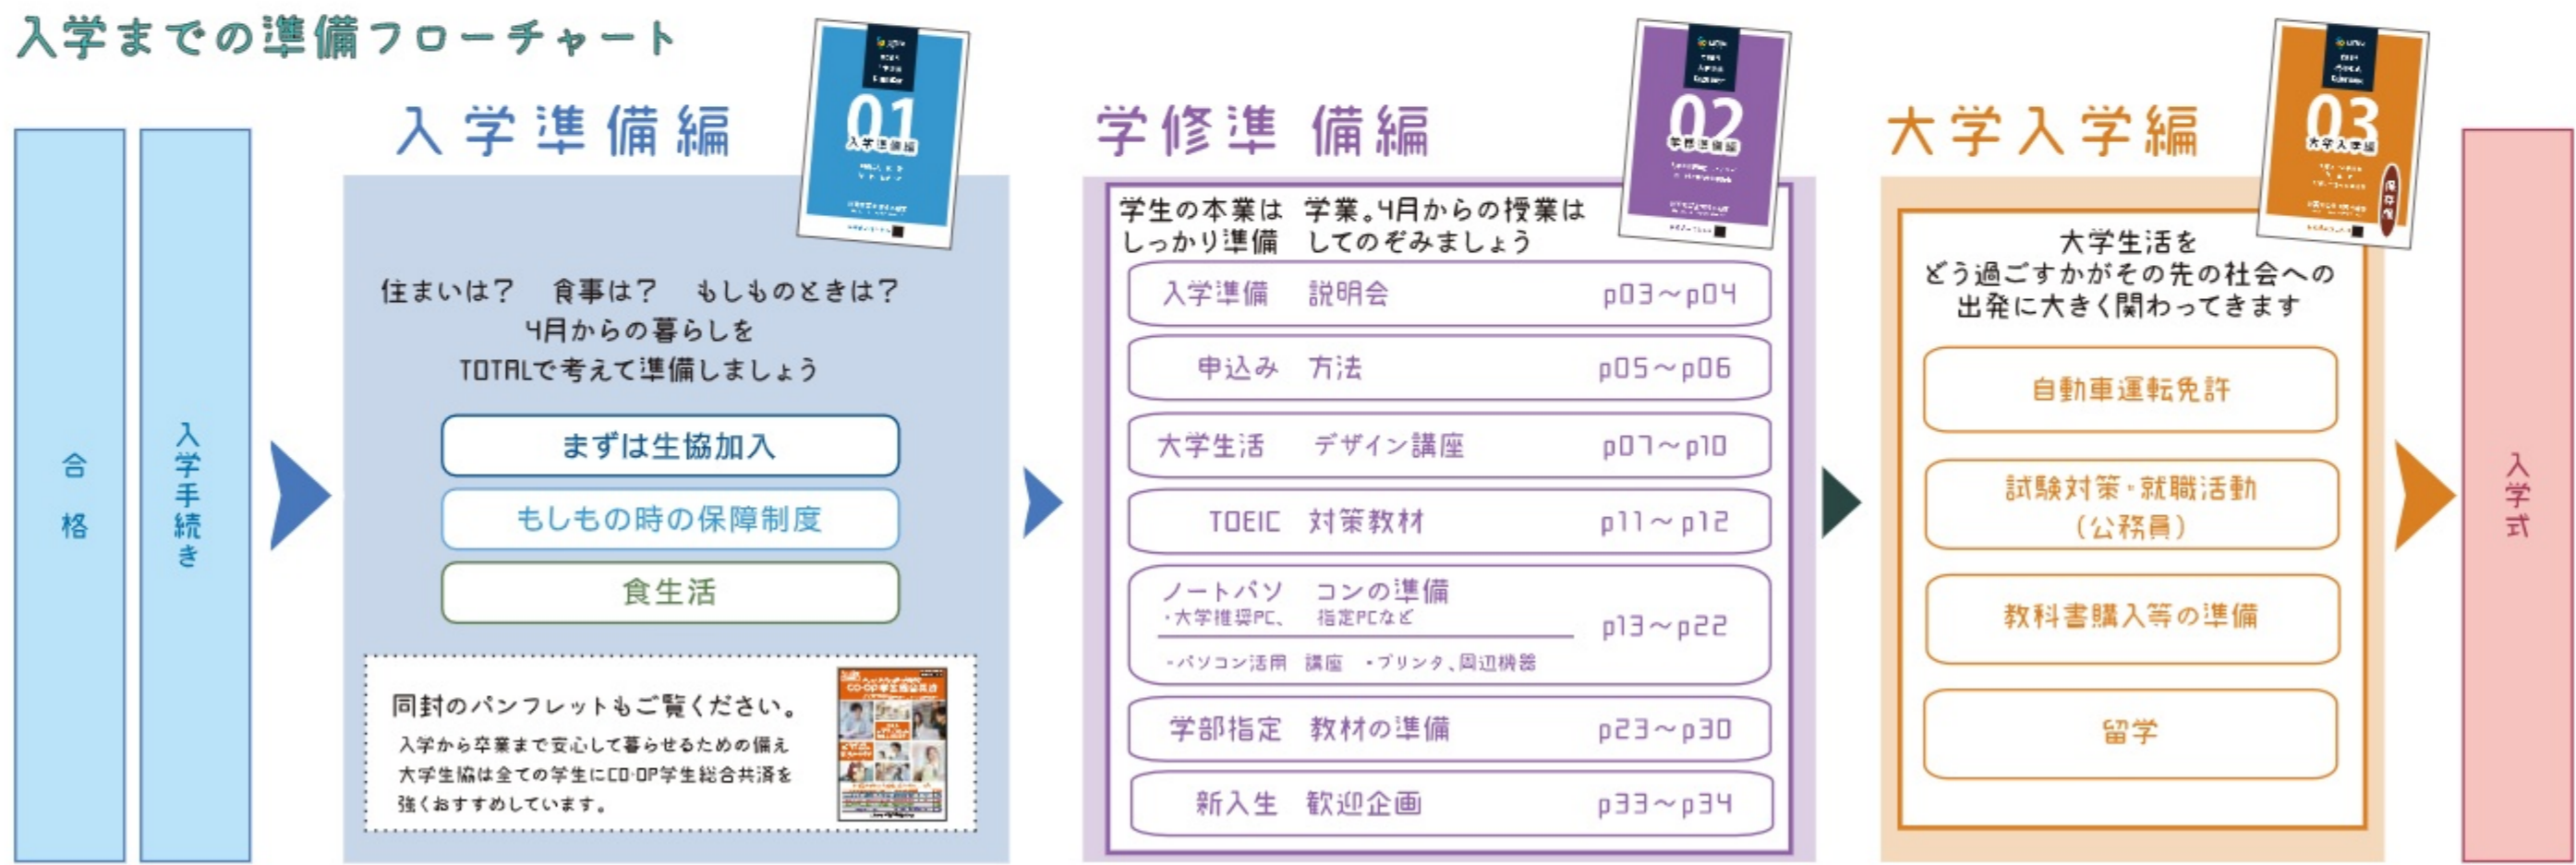 入学までの準備フローチャート
合格
入学手続き
入学準備編
01
入学準備編
住まいは? 食事は? もしものときは?
4月からの暮らしを
TOTALで考えて準備しましょう
まずは生協加入
もしもの時の保障制度
食生活
同封のパンフレットもご覧ください。
入学から卒業まで安心して暮らせるための備え
大学生協は全ての学生にCO・OP学生総合共済を
強くおすすめしています。
学修準 備編
02
学修準備編
学生の本業は 学業。4月からの授業は
しっかり準備 してのぞみましょう
入学準備 説明会 p03〜p04
申込み 方法 p05〜p06
大学生活 デザイン講座 p07〜p10
TOEIC 対策教材 p11〜p12
ノートパソ コンの準備
・大学推奨PC、 指定PCなど
p13〜p22
・パソコン活用 講座 ・プリンタ、周辺機器
学部指定 教材の準備 p23〜p30
新入生 歓迎企画 p33〜p34
大学入学編
03
大学入学編
保存版
大学生活を
どう過ごすかがその先の社会への
出発に大きく関わってきます
自動車運転免許
試験対策・就職活動
(公務員)
教科書購入等の準備
留学
入学式